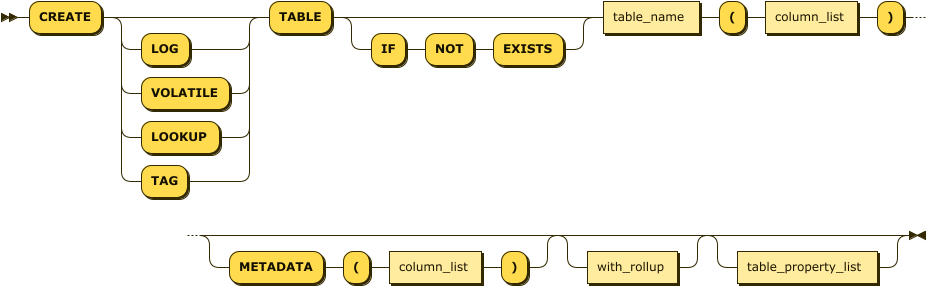 CREATE TABLE table_name ( column_list )
LOG IF NOT EXISTS
VOLATILE
LOOKUP
TAG
METADATA ( column_list ) with_rollup table_property_list